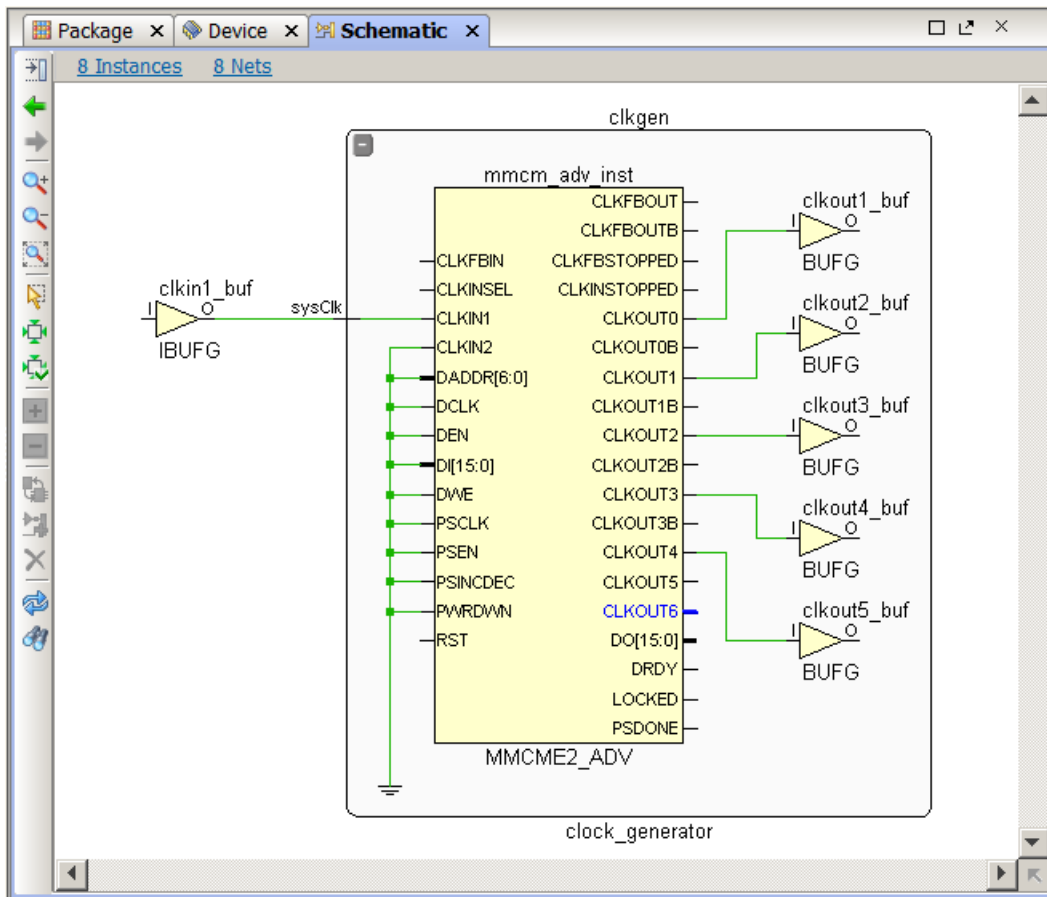 Package
Device
Schematic
8 Instances 8 Nets
clkgen
mmcm_adv_inst
clkin1_buf
I
O
IBUFG
sysClk
CLKFBIN
CLKINSEL
CLKIN1
CLKIN2
DADDR[6:0]
DCLK
DEN
DI[15:0]
DWE
PSCLK
PSEN
PSINCDEC
PWRDWN
RST
CLKFBOUT
CLKFBOUTB
CLKFBSTOPPED
CLKINSTOPPED
CLKOUT0
CLKOUT0B
CLKOUT1
CLKOUT1B
CLKOUT2
CLKOUT2B
CLKOUT3
CLKOUT3B
CLKOUT4
CLKOUT5
CLKOUT6
DO[15:0]
DRDY
LOCKED
PSDONE
MMCME2_ADV
clkout1_buf
I
O
BUFG
clkout2_buf
I
O
BUFG
clkout3_buf
I
O
BUFG
clkout4_buf
I
O
BUFG
clkout5_buf
I
O
BUFG
clock_generator